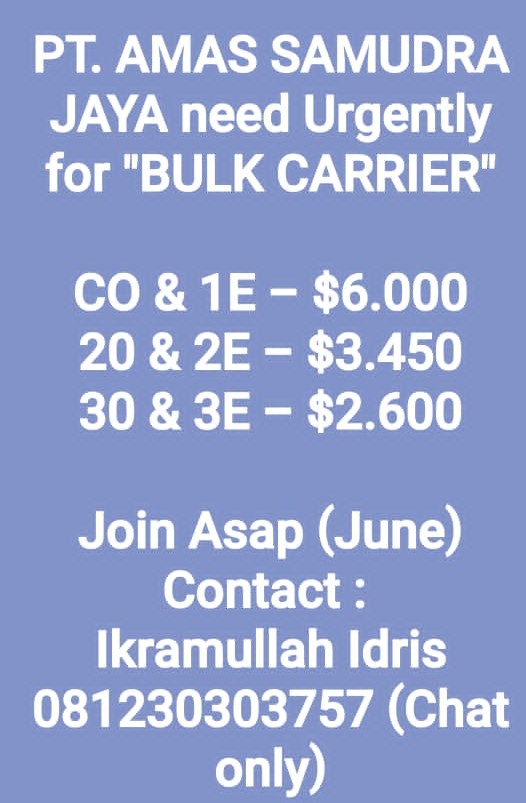 PT. AMAS SAMUDRA
JAYA need Urgently
for "BULK CARRIER"
CO & 1E – $6.000
20 & 2E – $3.450
30 & 3E – $2.600
Join Asap (June)
Contact :
Ikramullah Idris
081230303757 (Chat
only)